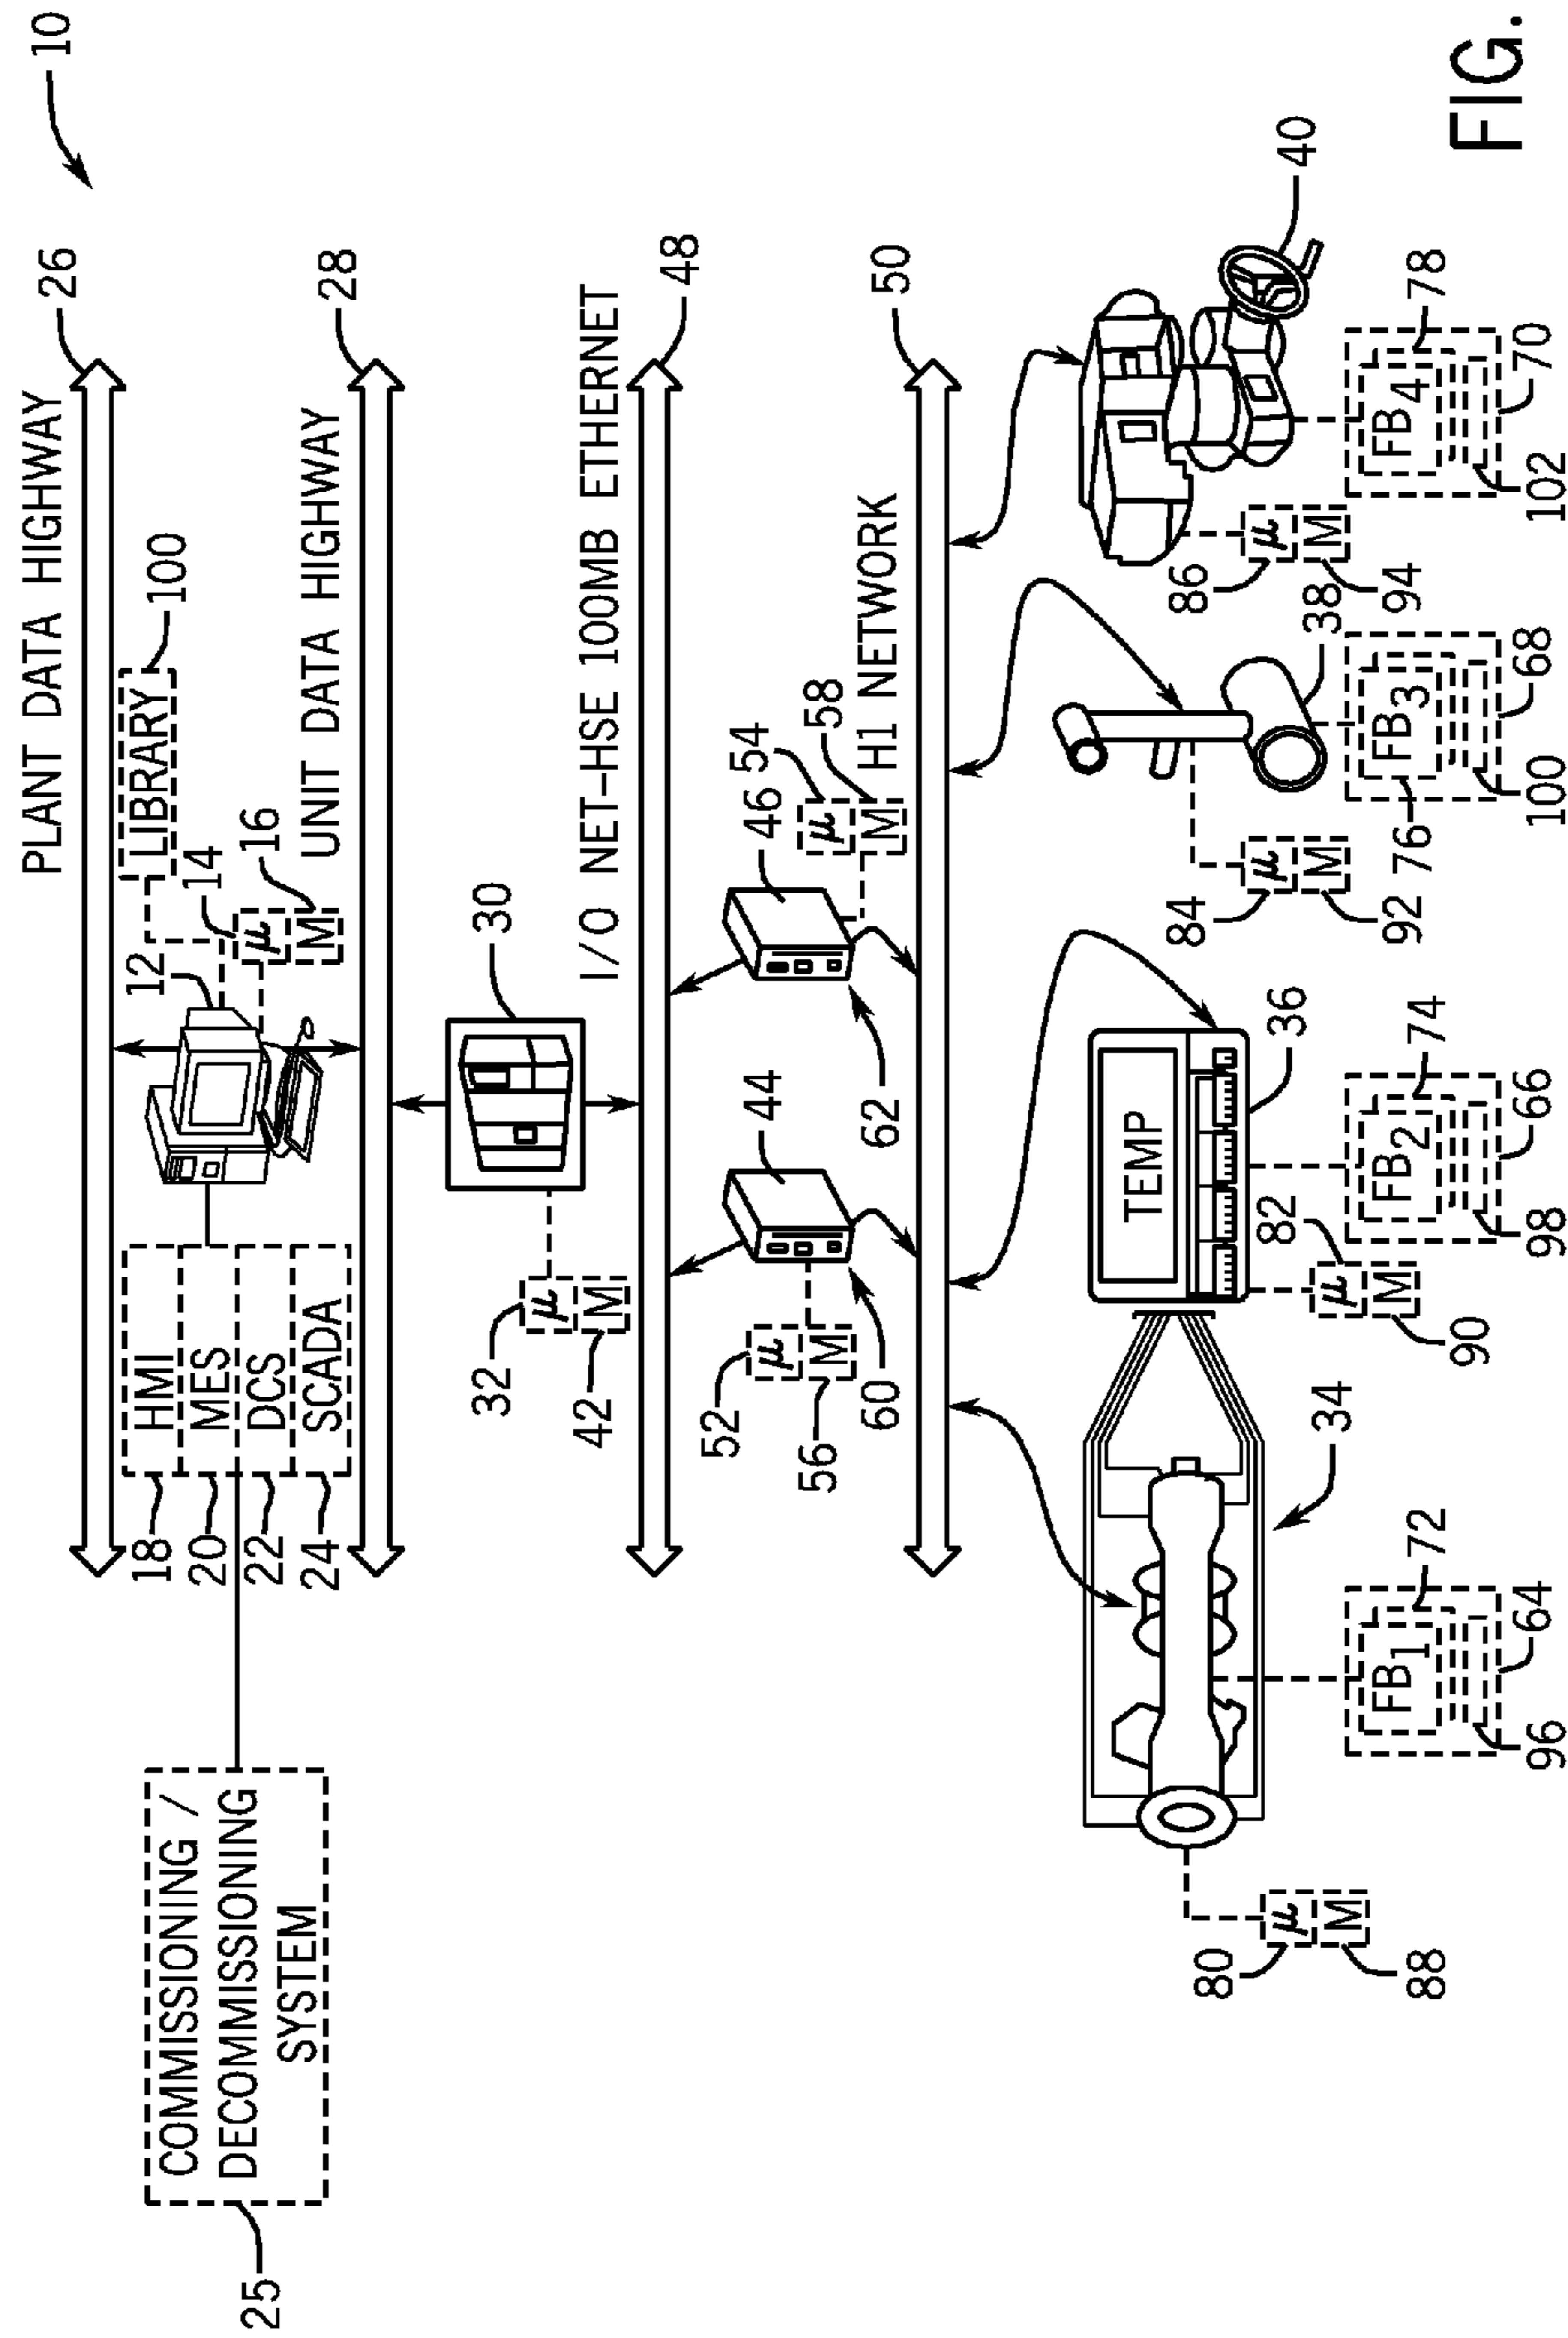 10
PLANT DATA HIGHWAY
26
LIBRARY
100
12
14
16
μ
M
HMI
MES
DCS
SCADA
18
20
22
24
COMMISSIONING /
DECOMMISSIONING
SYSTEM
25
UNIT DATA HIGHWAY
28
30
32
μ
M
42
I/O NET-HSE 100MB ETHERNET
48
44
46
52
μ
M
56
60
62
54
μ
M
58
H1 NETWORK
50
TEMP
34
36
38
40
80
μ
M
88
82
μ
M
90
84
μ
M
92
86
μ
M
94
FB1
72
96
64
FB2
74
98
66
FB3
76
100
68
FB4
78
102
70
FIG.